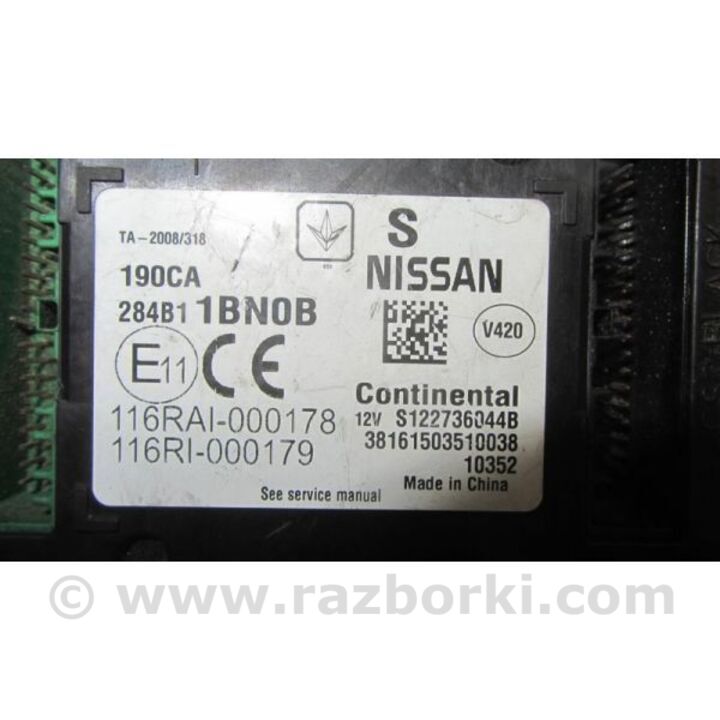 S
TA-2008/318
190CA NISSAN
284B1 1BN0B
V420
E11 CE
Continental
116RAI-000178 12V S122736044B
116RI-000179 38161503510038
10352
See service manual Made in China
© www.razborki.com